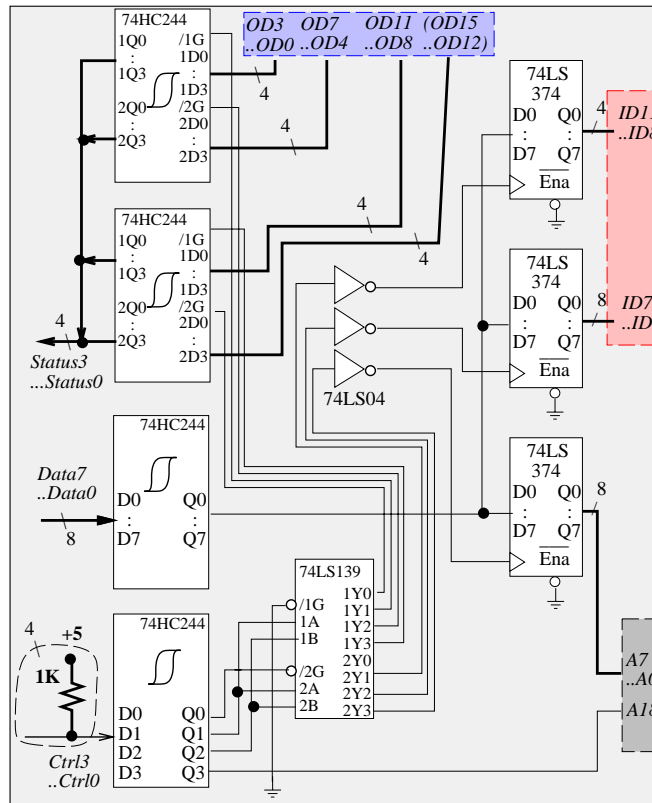 74HC244
1Q0
:
1Q3
2Q0
:
2Q3
/1G
1D0
:
1D3
/2G
2D0
:
2D3
OD3 OD7 OD11 (OD15
..OD0 ..OD4 ..OD8 ..OD12)
4
4
4
4
74HC244
1Q0
:
1Q3
2Q0
:
2Q3
/1G
1D0
:
1D3
/2G
2D0
:
2D3
4
Status3
...Status0
74LS
374
D0 Q0
: :
D7 Q7
Ena
4
74LS
374
D0 Q0
: :
D7 Q7
Ena
8
ID7
74LS04
74HC244
Data7
..Data0
8
D0 Q0
: :
D7 Q7
74LS
374
D0 Q0
: :
D7 Q7
Ena
8
74LS139
/1G
1A
1B
/2G
2A
2B
1Y0
1Y1
1Y2
1Y3
2Y0
2Y1
2Y2
2Y3
74HC244
4
+5
1K
D0 Q0
D1 Q1
D2 Q2
D3 Q3
Ctrl3
..Ctrl0
A7